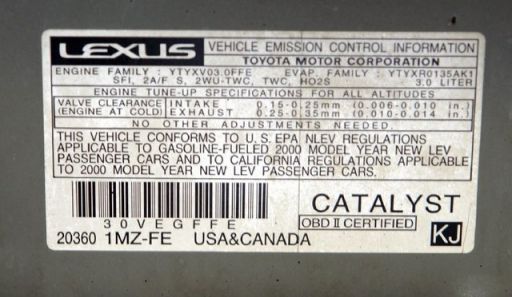 LEXUS VEHICLE EMISSION CONTROL INFORMATION
TOYOTA MOTOR CORPORATION
ENGINE FAMILY : YTYXV03.0FFE EVAP. FAMILY : YTYXR0135AK1
SFI, 2A/F S, 2WU-TWC, TWC, HO2S 3.0 LITER
ENGINE TUNE-UP SPECIFICATIONS FOR ALL ALTITUDES
VALVE CLEARANCE INTAKE 0.15-0.25mm (0.006-0.010 in.)
(ENGINE AT COLD) EXHAUST 0.25-0.35mm (0.010-0.014 in.)
NO OTHER ADJUSTMENTS NEEDED.
THIS VEHICLE CONFORMS TO U.S. EPA NLEV REGULATIONS
APPLICABLE TO GASOLINE-FUELED 2000 MODEL YEAR NEW LEV
PASSENGER CARS AND TO CALIFORNIA REGULATIONS APPLICABLE
TO 2000 MODEL YEAR NEW LEV PASSENGER CARS.
30VEGFFE
CATALYST
OBD II CERTIFIED
20360 1MZ-FE USA&CANADA KJ